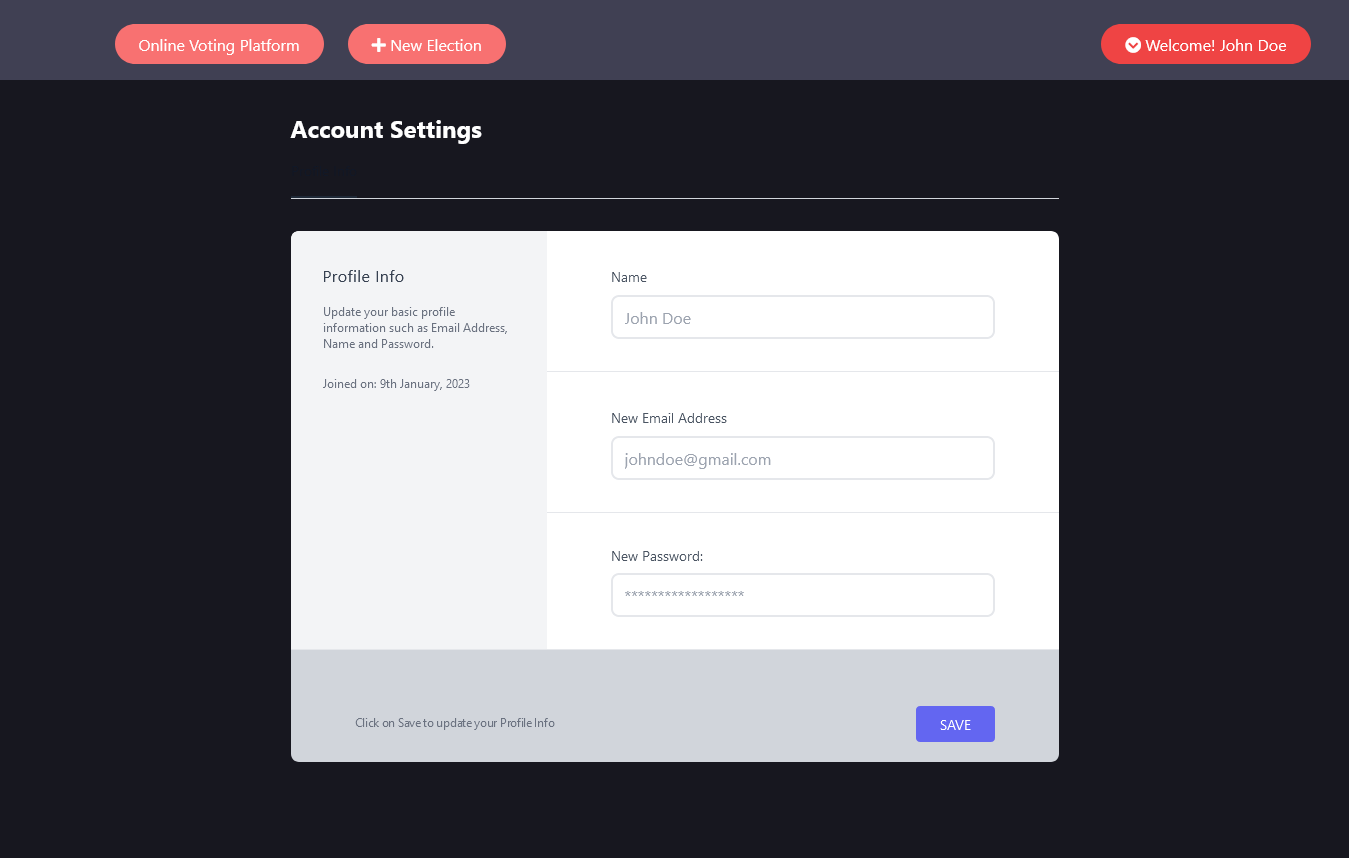 Online Voting Platform
New Election
Welcome! John Doe
Account Settings
Profile Info
Update your basic profile
information such as Email Address,
Name and Password.
Joined on: 9th January, 2023
Name
John Doe
New Email Address
johndoe@gmail.com
New Password:
******************
Click on Save to update your Profile Info
SAVE